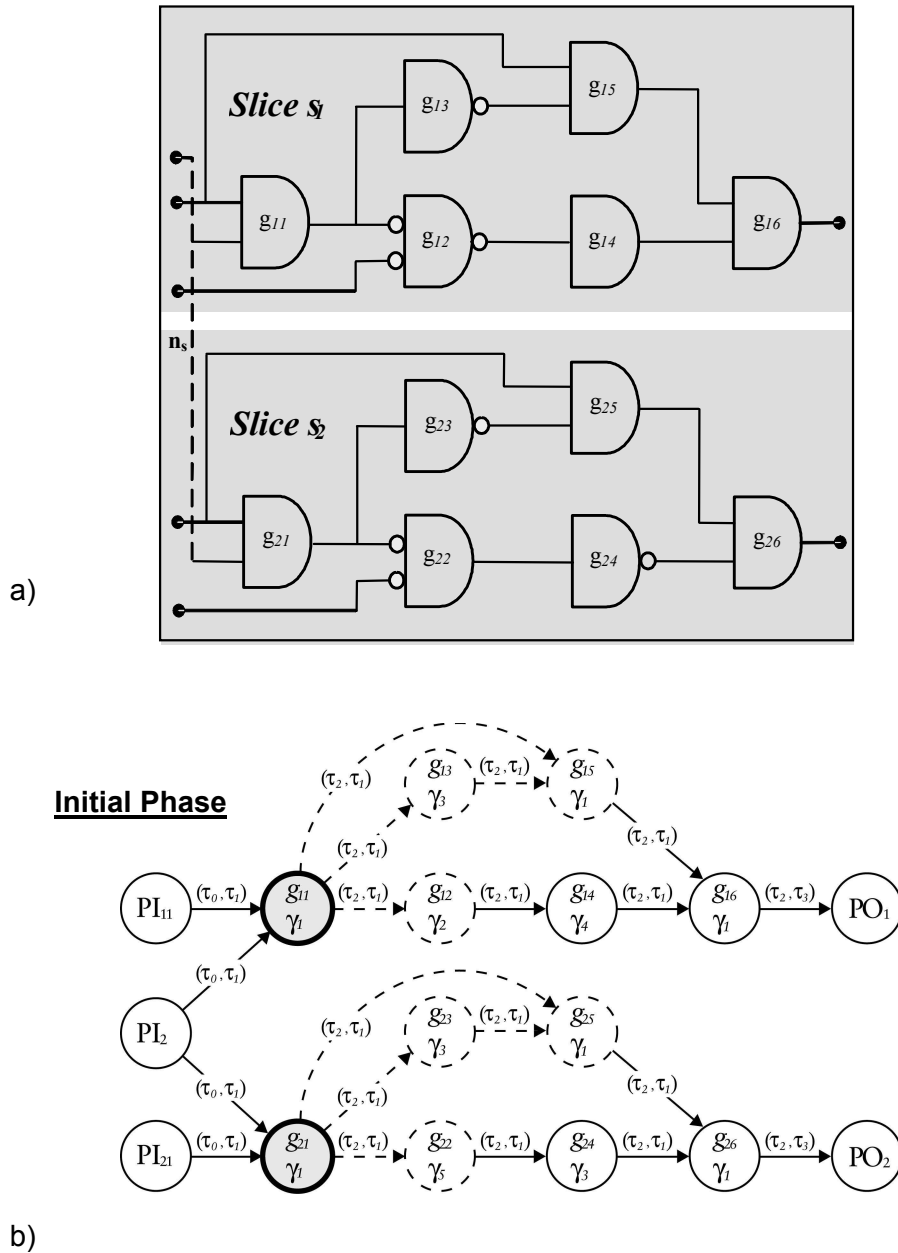 Slice s1
g13
g15
g11
g12
g14
g16
ns
Slice s2
g23
g25
g21
g22
g24
g26
a)
Initial Phase
(τ2,τ1)
g13
γ3
(τ2,τ1)
g15
γ1
(τ2,τ1)
(τ2,τ1)
PI11
(τ0,τ1)
g11
γ1
(τ2,τ1)
g12
γ2
(τ2,τ1)
g14
γ4
(τ2,τ1)
g16
γ1
(τ2,τ3)
PO1
(τ0,τ1)
PI2
(τ2,τ1)
g23
γ3
(τ2,τ1)
g25
γ1
(τ0,τ1)
(τ2,τ1)
(τ2,τ1)
PI21
(τ0,τ1)
g21
γ1
(τ2,τ1)
g22
γ5
(τ2,τ1)
g24
γ3
(τ2,τ1)
g26
γ1
(τ2,τ3)
PO2
b)